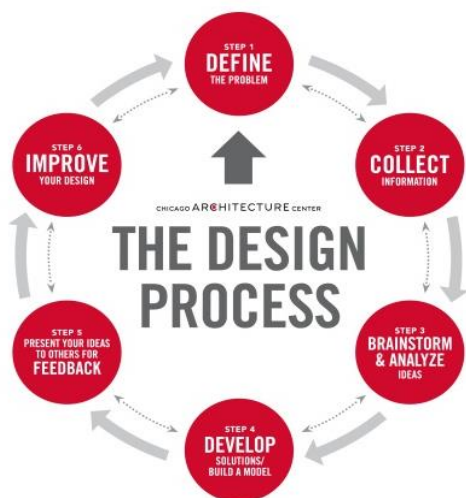 STEP 1
DEFINE
THE PROBLEM
STEP 2
COLLECT
INFORMATION
STEP 3
BRAINSTORM
& ANALYZE
IDEAS
STEP 4
DEVELOP
SOLUTIONS/
BUILD A MODEL
STEP 5
PRESENT YOUR IDEAS
TO OTHERS FOR
FEEDBACK
STEP 6
IMPROVE
YOUR DESIGN
CHICAGO ARCHITECTURE CENTER
THE DESIGN
PROCESS